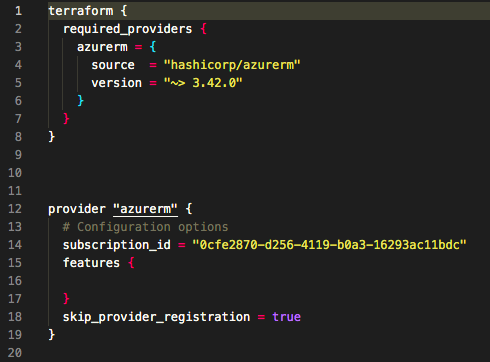 1 terraform {
2 required_providers {
3 azurerm = {
4 source = "hashicorp/azurerm"
5 version = "~> 3.42.0"
6 }
7 }
8 }
9
10
11
12 provider "azurerm" {
13 # Configuration options
14 subscription_id = "0cfe2870-d256-4119-b0a3-16293ac11bdc"
15 features {
16
17 }
18 skip_provider_registration = true
19 }
20